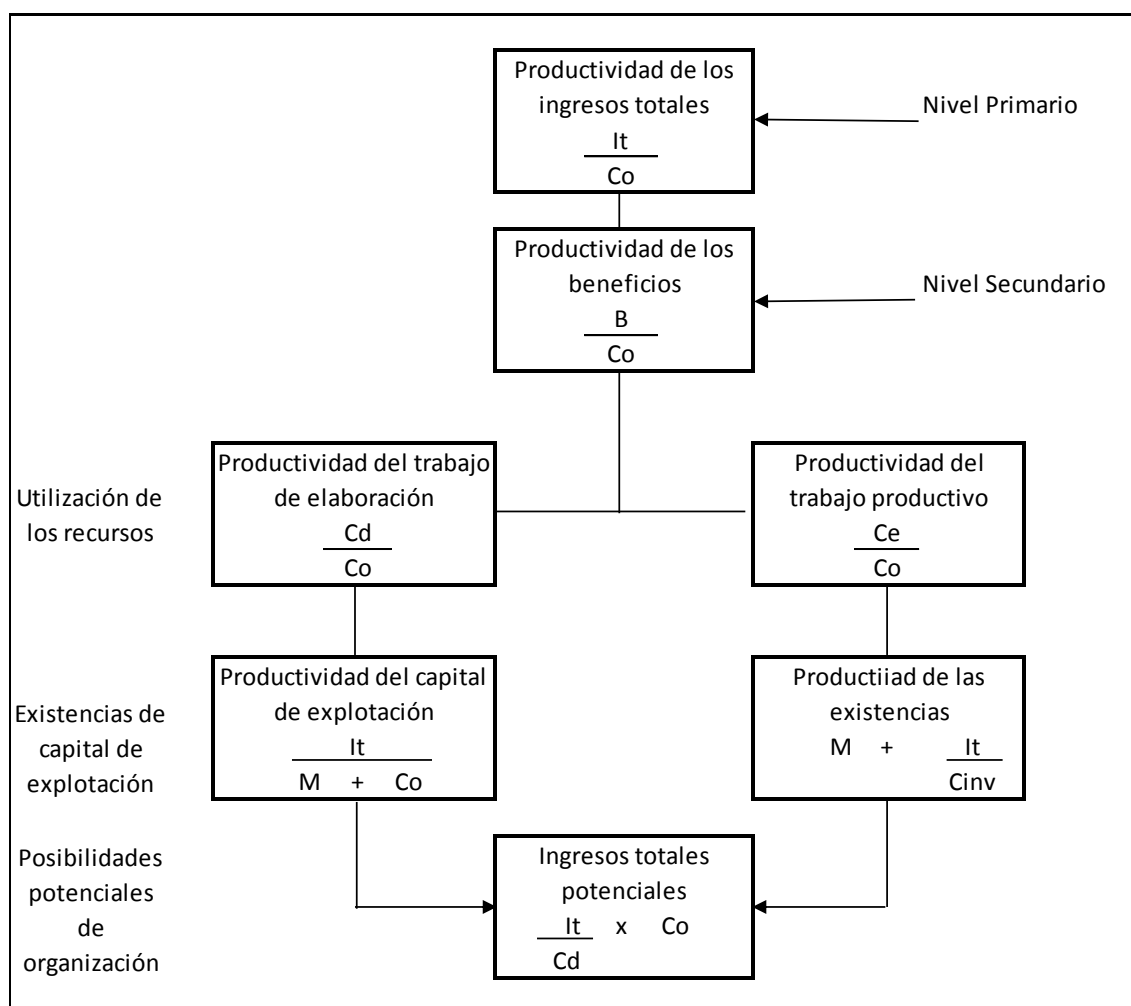 Productividad de los
ingresos totales
It
Co
Nivel Primario
Productividad de los
beneficios
B
Co
Nivel Secundario
Utilización de
los recursos
Productividad del trabajo
de elaboración
Cd
Co
Productividad del
trabajo productivo
Ce
Co
Existencias de
capital de
explotación
Productividad del capital
de explotación
It
M + Co
Productiiad de las
existencias
M + It
Cinv
Posibilidades
potenciales
de
organización
Ingresos totales
potenciales
It x Co
Cd